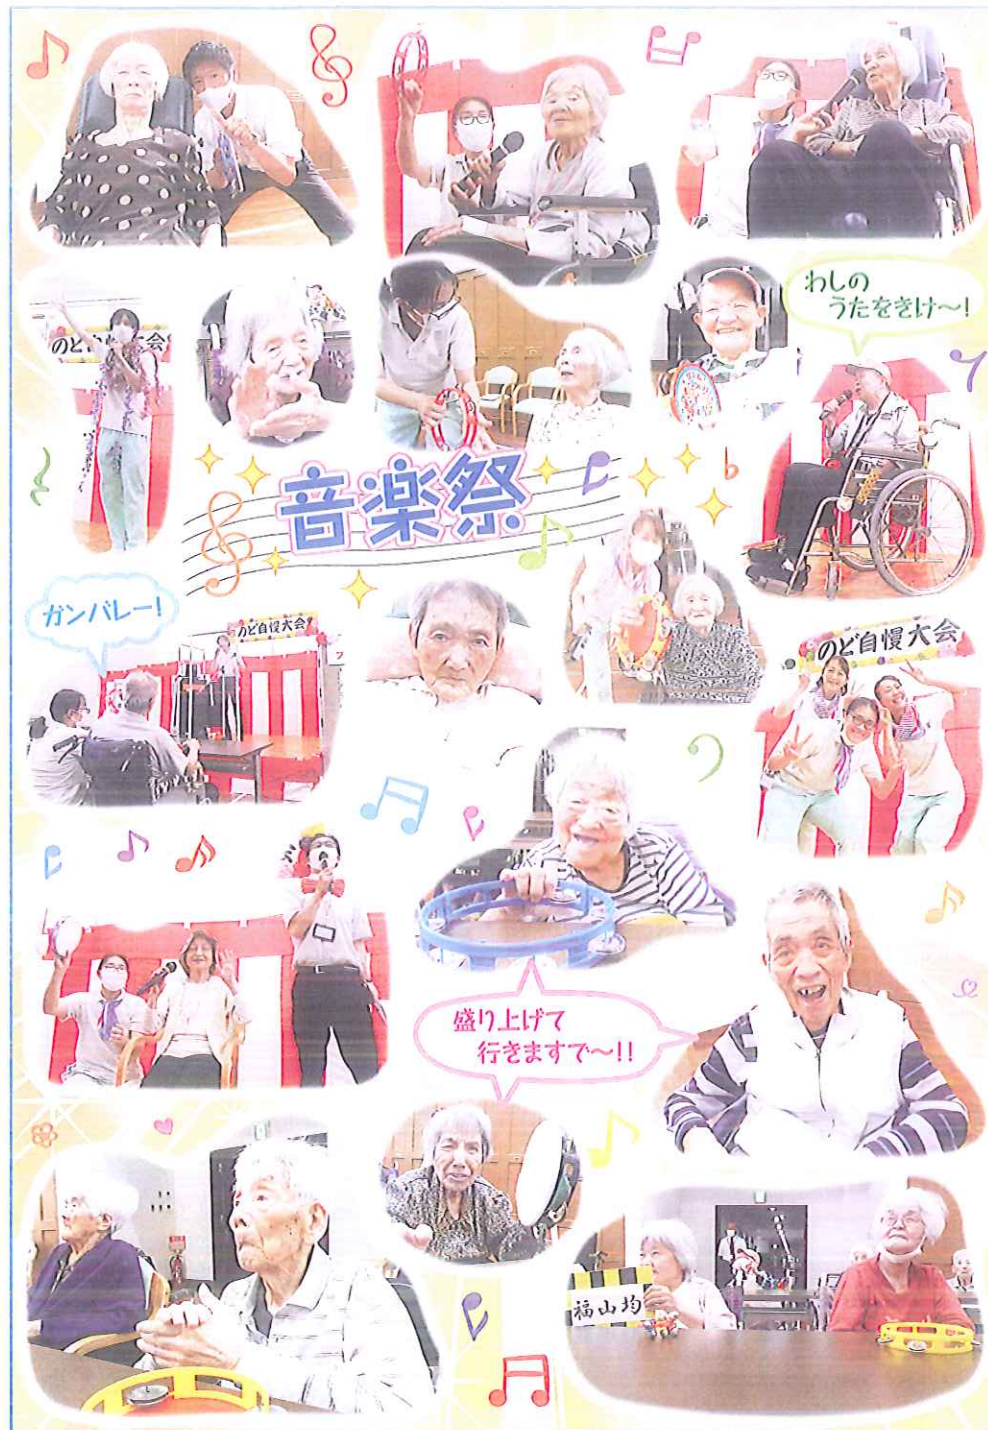 わしの
うたをきけ〜!
のど自慢大会
音楽祭
ガンバレー!
のど自慢大会
のど自慢大会
盛り上げて
行きますで〜!!
福山均